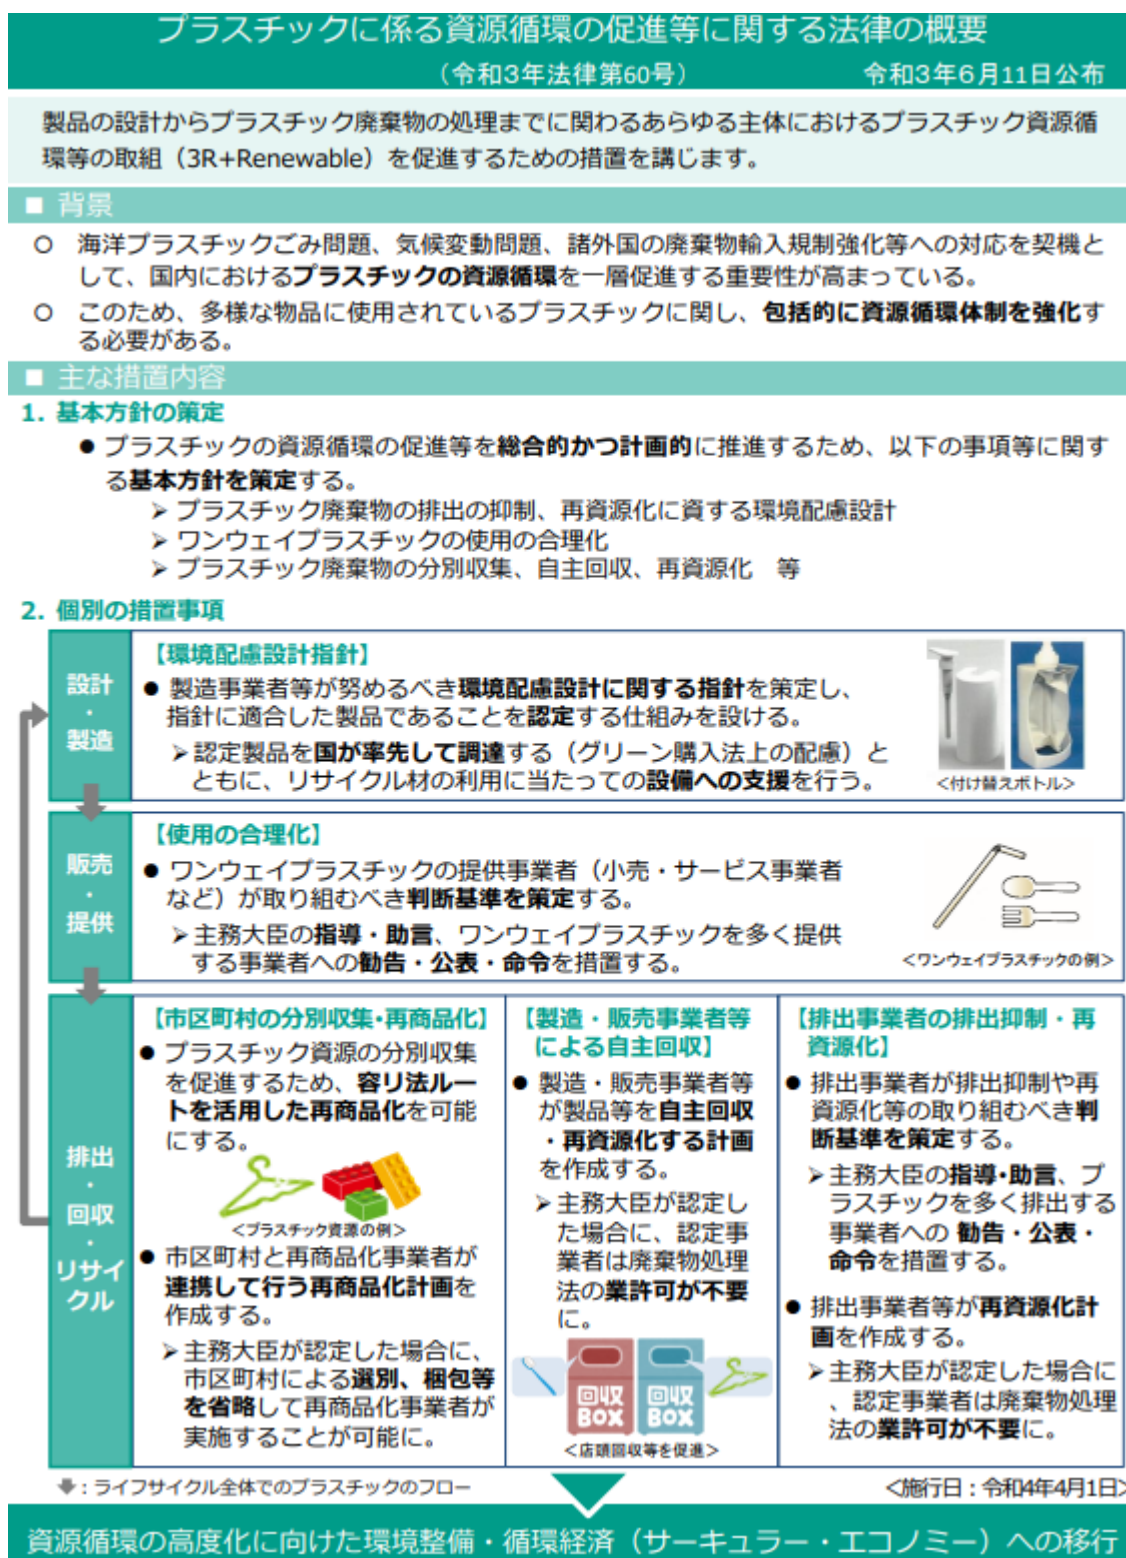 プラスチックに係る資源循環の促進等に関する法律の概要
（令和3年法律第60号）
令和3年6月11日公布
製品の設計からプラスチック廃棄物の処理までに関わるあらゆる主体におけるプラスチック資源循
環等の取組（3R+Renewable）を促進するための措置を講じます。
■ 背景
○ 海洋プラスチックごみ問題、気候変動問題、諸外国の廃棄物輸入規制強化等への対応を契機と
して、国内におけるプラスチックの資源循環を一層促進する重要性が高まっている。
○ このため、多様な物品に使用されているプラスチックに関し、包括的に資源循環体制を強化す
る必要がある。
■ 主な措置内容
1. 基本方針の策定
● プラスチックの資源循環の促進等を総合的かつ計画的に推進するため、以下の事項等に関す
る基本方針を策定する。
➢ プラスチック廃棄物の排出の抑制、再資源化に資する環境配慮設計
➢ ワンウェイプラスチックの使用の合理化
➢ プラスチック廃棄物の分別収集、自主回収、再資源化　等
2. 個別の措置事項
設計
・
製造
【環境配慮設計指針】
● 製造事業者等が努めるべき環境配慮設計に関する指針を策定し、
指針に適合した製品であることを認定する仕組みを設ける。
➢認定製品を国が率先して調達する（グリーン購入法上の配慮）と
ともに、リサイクル材の利用に当たっての設備への支援を行う。
＜付け替えボトル＞
販売
・
提供
【使用の合理化】
● ワンウェイプラスチックの提供事業者（小売・サービス事業者
など）が取り組むべき判断基準を策定する。
➢主務大臣の指導・助言、ワンウェイプラスチックを多く提供
する事業者への勧告・公表・命令を措置する。
＜ワンウェイプラスチックの例＞
排出
・
回収
・
リサイ
クル
【市区町村の分別収集・再商品化】
● プラスチック資源の分別収集
を促進するため、容リ法ルー
トを活用した再商品化を可能
にする。
＜プラスチック資源の例＞
● 市区町村と再商品化事業者が
連携して行う再商品化計画を
作成する。
➢主務大臣が認定した場合に、
市区町村による選別、梱包等
を省略して再商品化事業者が
実施することが可能に。
【製造・販売事業者等
による自主回収】
● 製造・販売事業者等
が製品等を自主回収
・再資源化する計画
を作成する。
➢主務大臣が認定し
た場合に、認定事
業者は廃棄物処理
法の業許可が不要
に。
回収
BOX
回収
BOX
＜店頭回収等を促進＞
【排出事業者の排出抑制・再
資源化】
● 排出事業者が排出抑制や再
資源化等の取り組むべき判
断基準を策定する。
➢主務大臣の指導・助言、プ
ラスチックを多く排出する
事業者への 勧告・公表・
命令を措置する。
● 排出事業者等が再資源化計
画を作成する。
➢主務大臣が認定した場合に
、認定事業者は廃棄物処理
法の業許可が不要に。
：ライフサイクル全体でのプラスチックのフロー
＜施行日：令和4年4月1日＞
資源循環の高度化に向けた環境整備・循環経済（サーキュラー・エコノミー）への移行